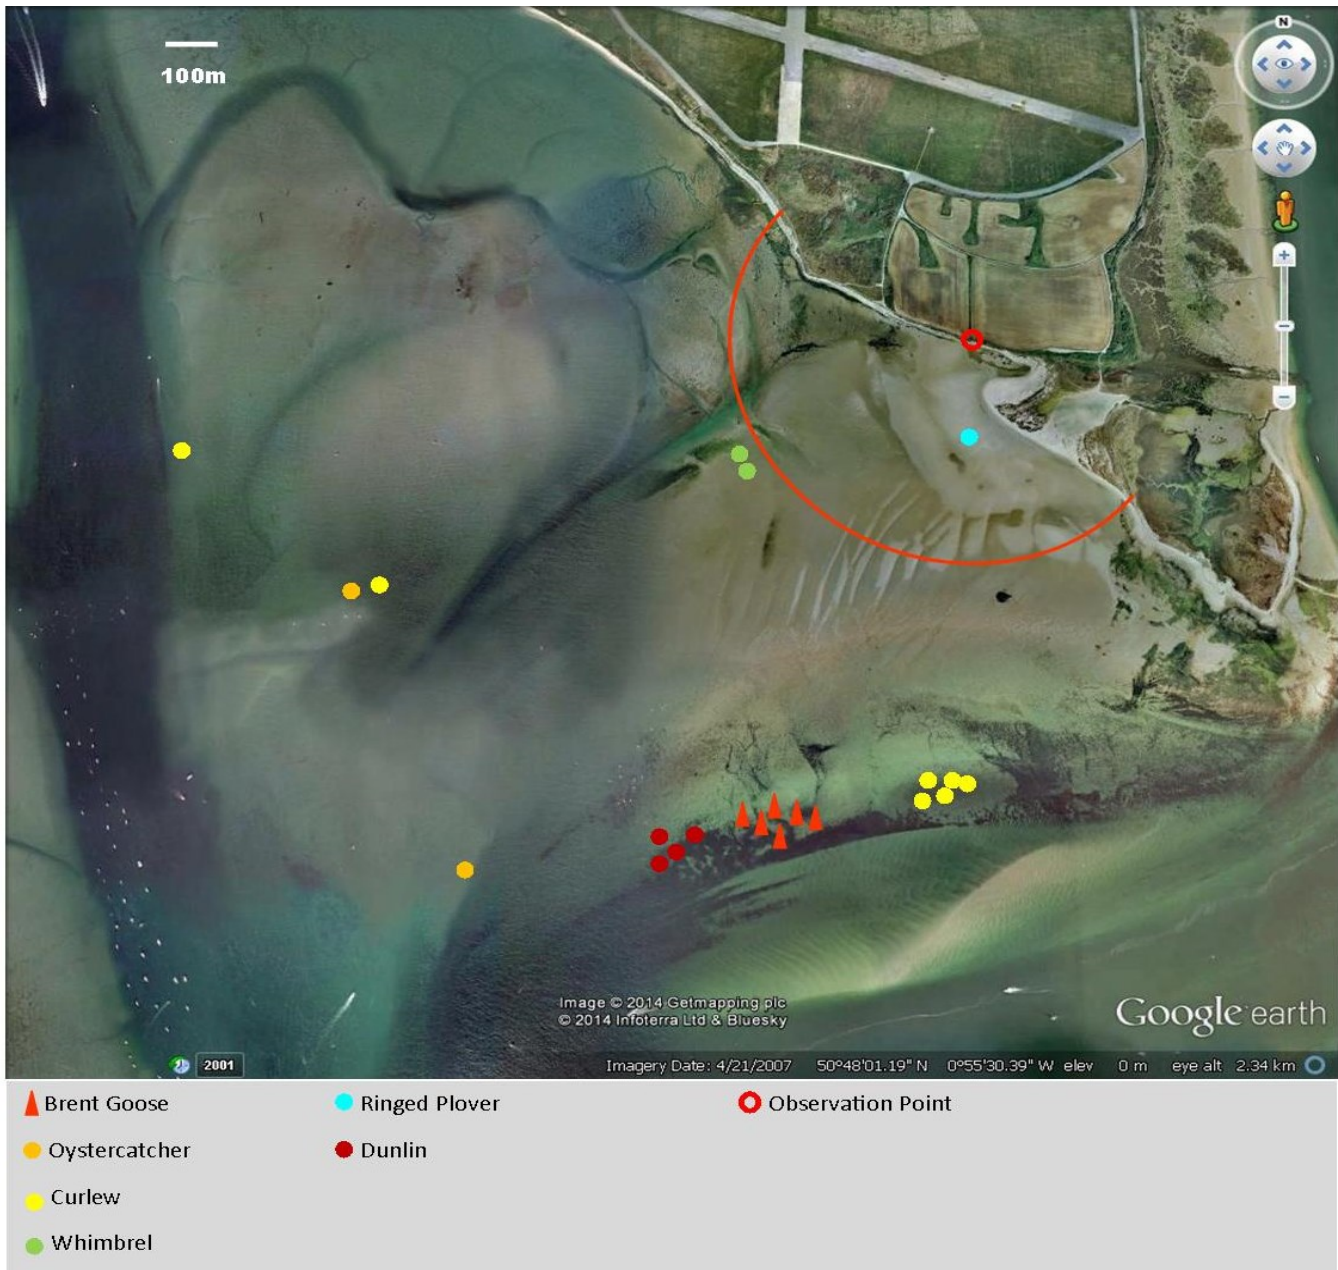 N
100m
Image © 2014 Getmapping plc
© 2014 Infoterra Ltd & Bluesky
Google earth
2001
Imagery Date: 4/21/2007 50°48'01.19" N 0°55'30.39" W elev 0 m eye alt 2.34 km
Brent Goose
Ringed Plover
Observation Point
Oystercatcher
Dunlin
Curlew
Whimbrel